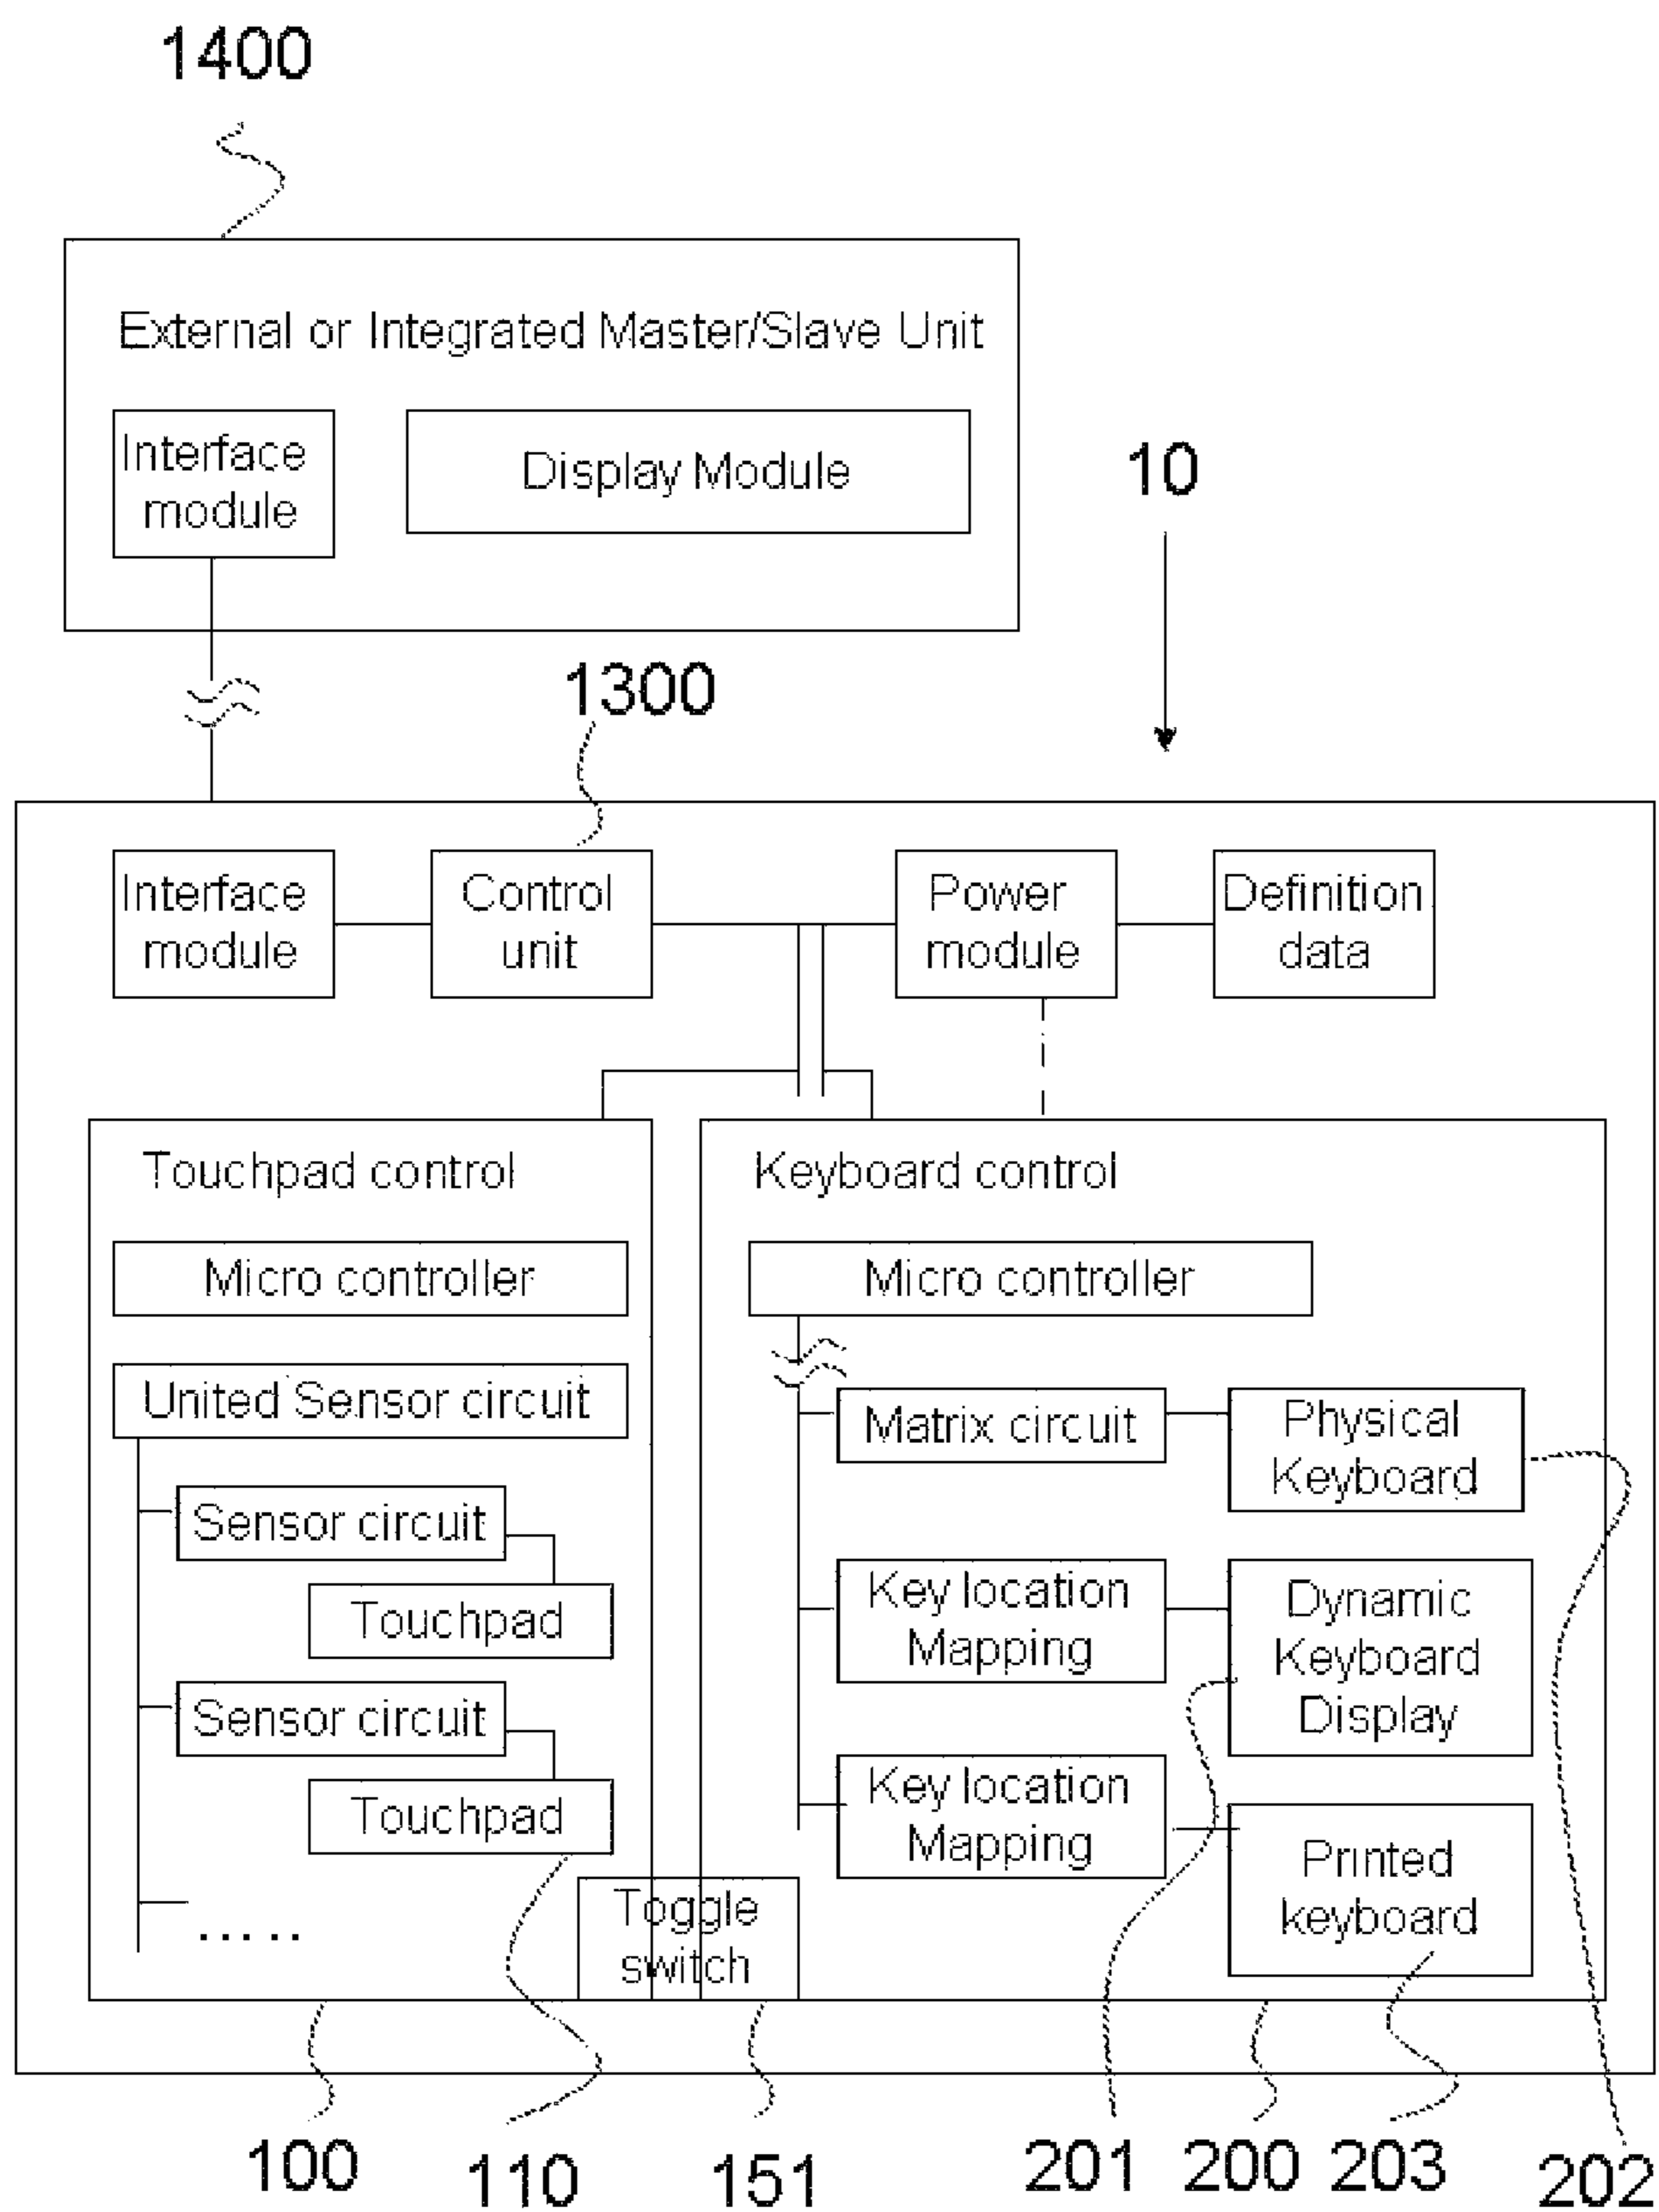 1400
External or Integrated Master/Slave Unit
Interface
module
Display Module
10
1300
Interface
module
Control
unit
Power
module
Definition
data
Touchpad control
Micro controller
United Sensor circuit
Sensor circuit
Touchpad
Sensor circuit
Touchpad
.....
Toggle
switch
Keyboard control
Micro controller
Matrix circuit
Physical
Keyboard
Key location
Mapping
Dynamic
Keyboard
Display
Key location
Mapping
Printed
keyboard
100
110
151
201
200
203
202